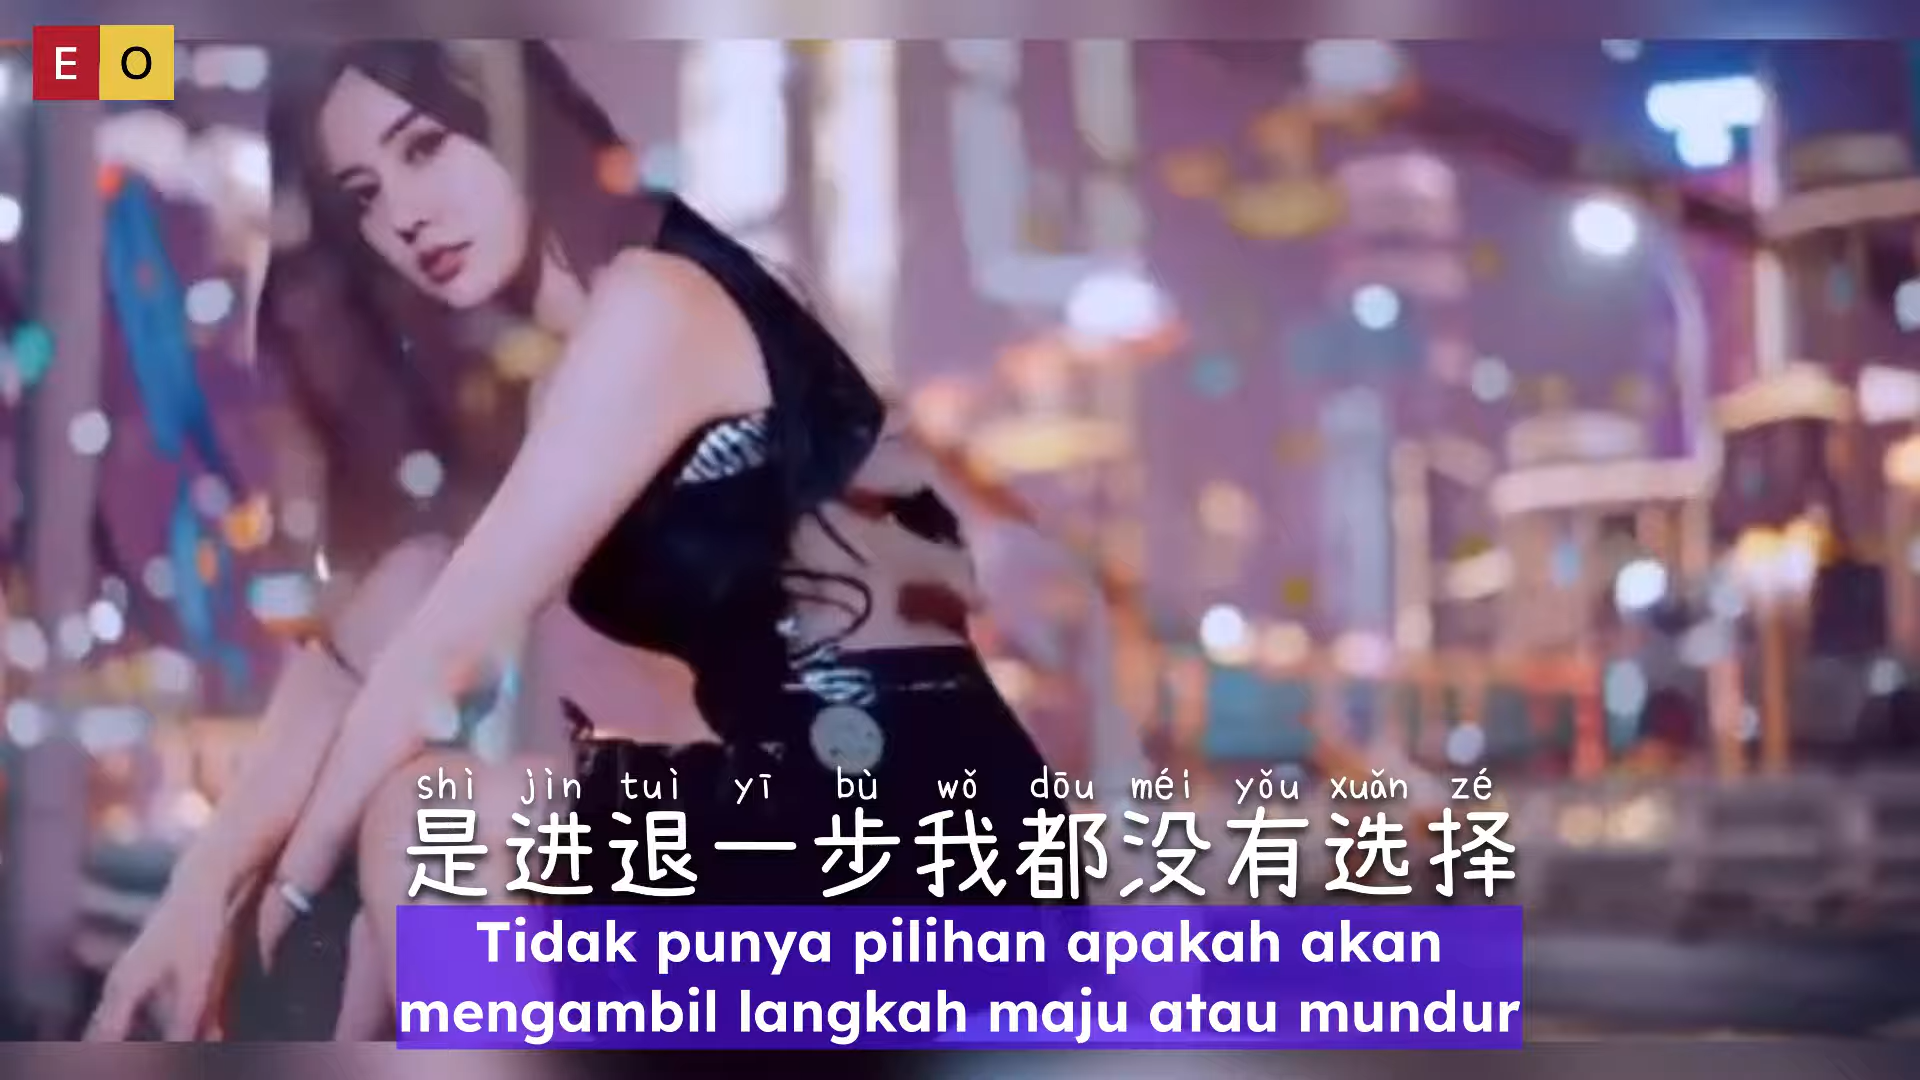 E O
shì jìn tuì yī bù wǒ dōu méi yǒu xuǎn zé
是进退一步我都没有选择
Tidak punya pilihan apakah akan
mengambil langkah maju atau mundur